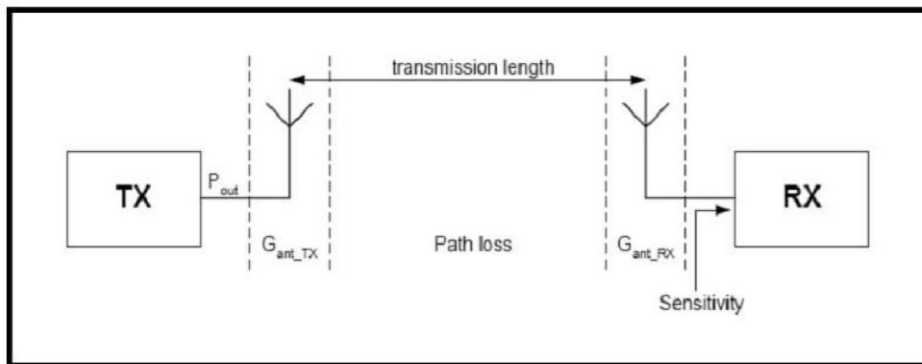 transmission length
TX
P_out
RX
G_ant_TX
Path loss
G_ant_RX
Sensitivity